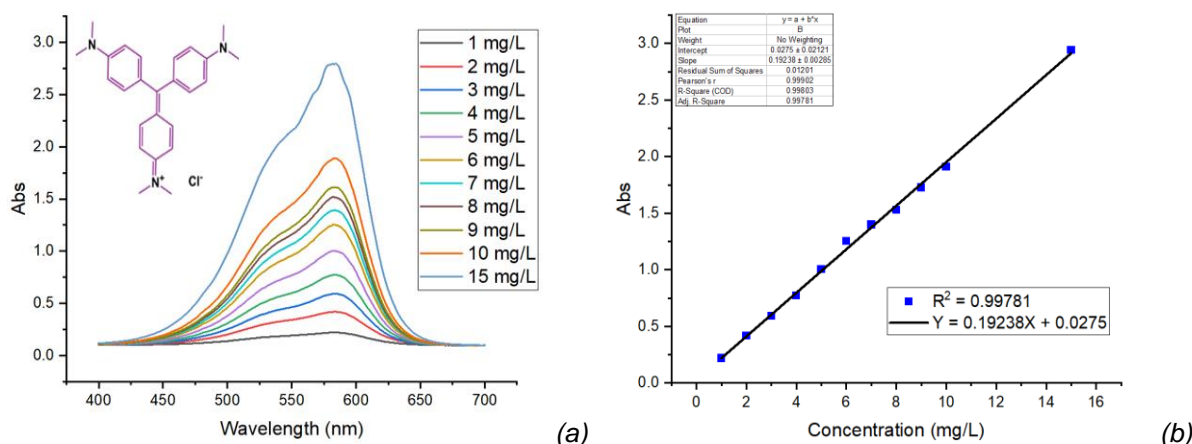 3.0
2.5
2.0
1.5
1.0
0.5
0.0
Abs
400 450 500 550 600 650 700
Wavelength (nm)
N
N
N+
Cl-
1 mg/L
2 mg/L
3 mg/L
4 mg/L
5 mg/L
6 mg/L
7 mg/L
8 mg/L
9 mg/L
10 mg/L
15 mg/L
(a)
3.0
2.5
2.0
1.5
1.0
0.5
0.0
Abs
0 2 4 6 8 10 12 14 16
Concentration (mg/L)
Equation y = a + b*x
Plot B
Weight No Weighting
Intercept 0.0275 ± 0.02121
Slope 0.19238 ± 0.00285
Residual Sum of Squares 0.01201
Pearson's r 0.99902
R-Square (COD) 0.99803
Adj. R-Square 0.99781
R² = 0.99781
Y = 0.19238X + 0.0275
(b)